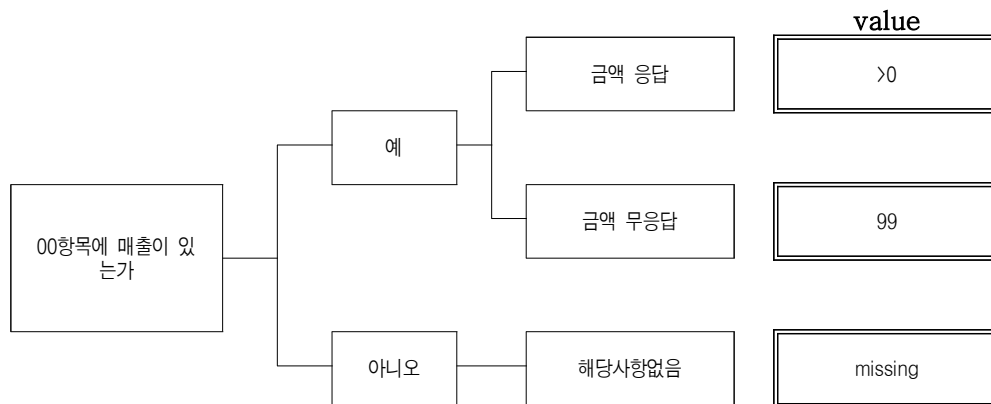 value
금액 응답
>0
예
금액 무응답
99
00항목에 매출이 있
는가
아니오
해당사항없음
missing